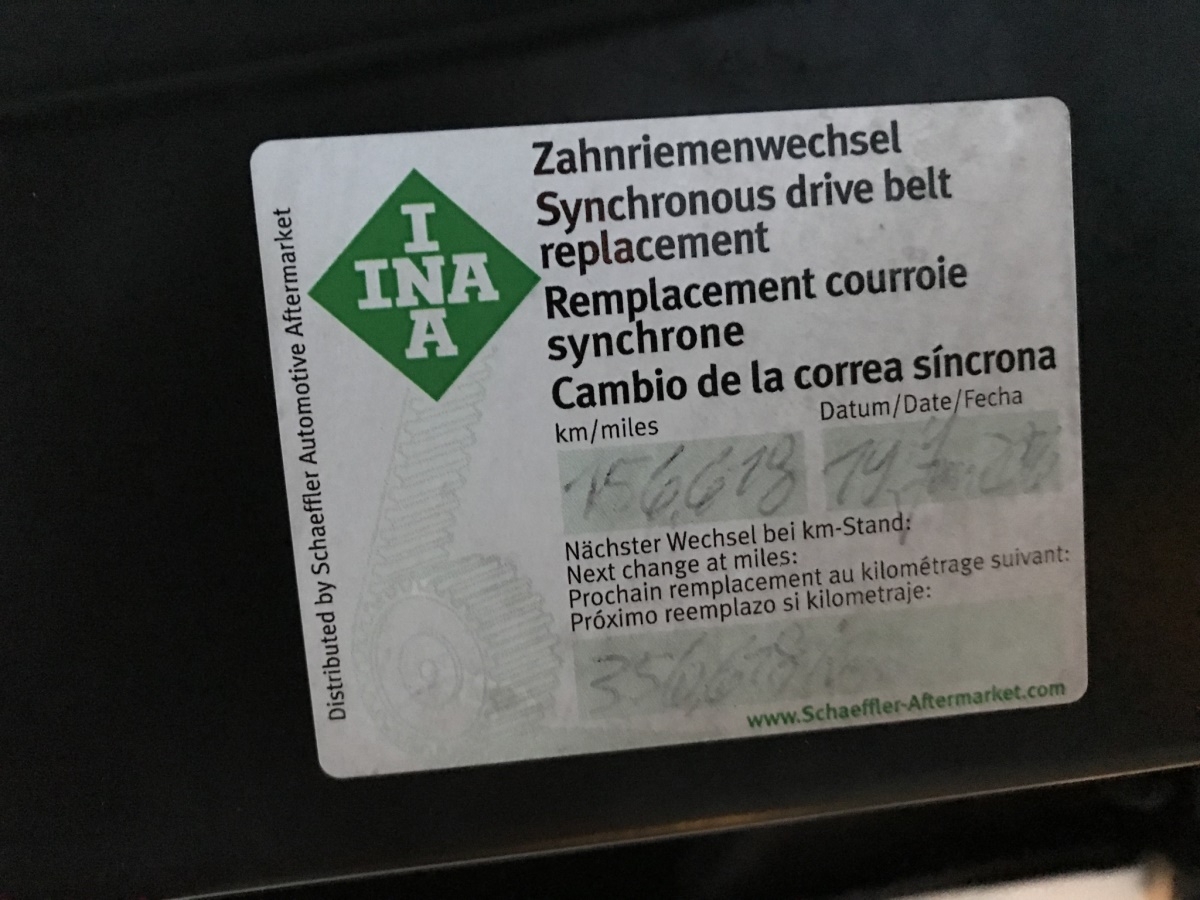 Distributed by Schaeffler Automotive Aftermarket
I
INA
A
Zahnriemenwechsel
Synchronous drive belt
replacement
Remplacement courroie
synchrone
Cambio de la correa síncrona
km/miles
Datum/Date/Fecha
156,618
Nächster Wechsel bei km-Stand:
Next change at miles:
Prochain remplacement au kilométrage suivant:
Próximo reemplazo si kilometraje:
www.Schaeffler-Aftermarket.com